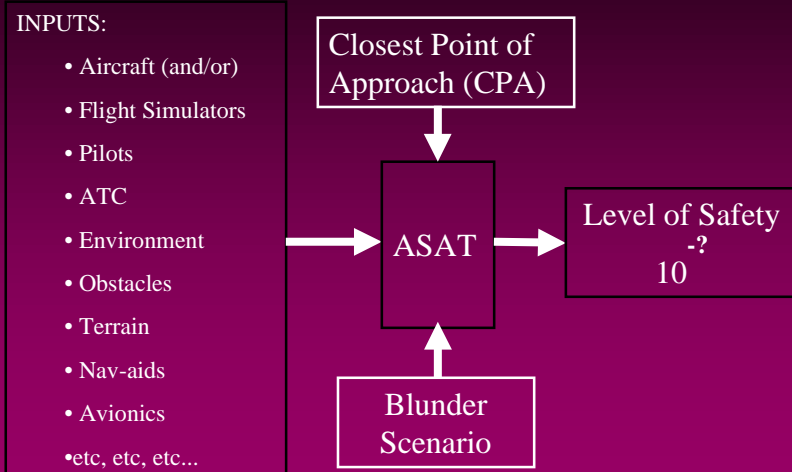 INPUTS:
• Aircraft (and/or)
• Flight Simulators
• Pilots
• ATC
• Environment
• Obstacles
• Terrain
• Nav-aids
• Avionics
•etc, etc, etc...
Closest Point of
Approach (CPA)
ASAT
Level of Safety
-?
10
Blunder
Scenario